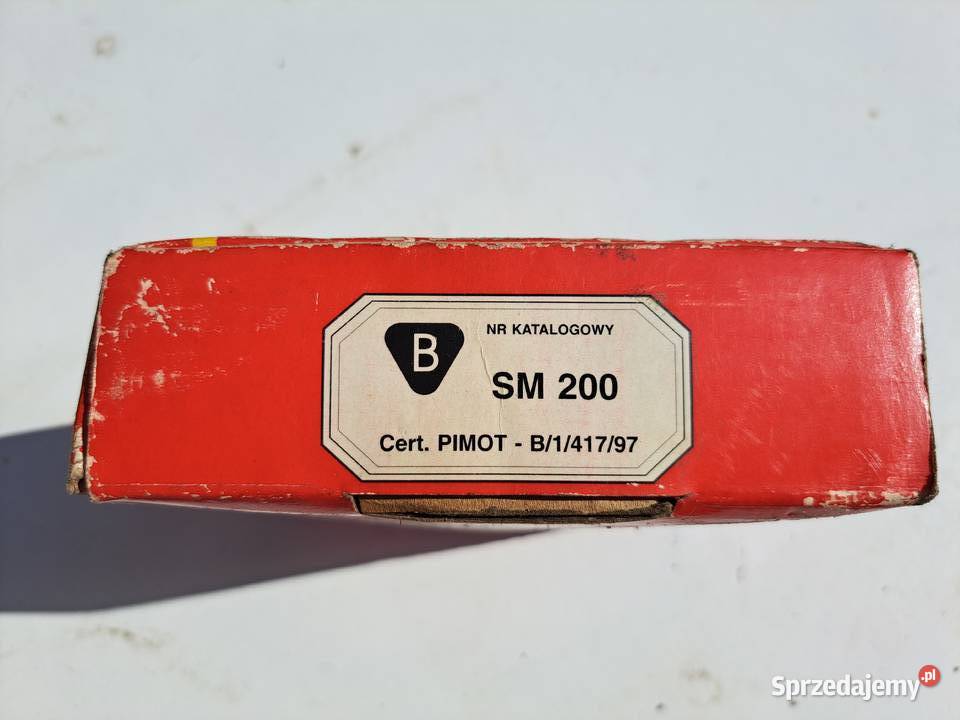 B
NR KATALOGOWY
SM 200
Cert. PIMOT - B/1/417/97
Sprzedajemy.pl